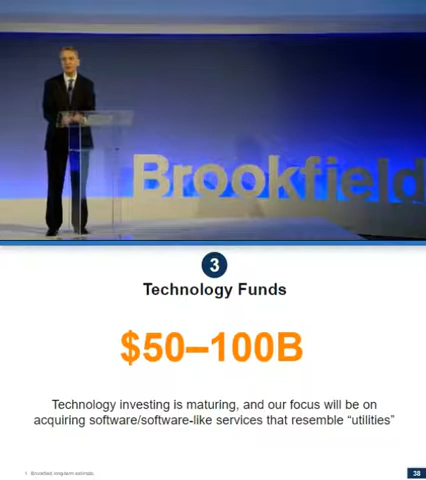 Brookfield
3
Technology Funds
$50–100B
Technology investing is maturing, and our focus will be on
acquiring software/software-like services that resemble “utilities”
1. Brookfield long-term estimate.
38